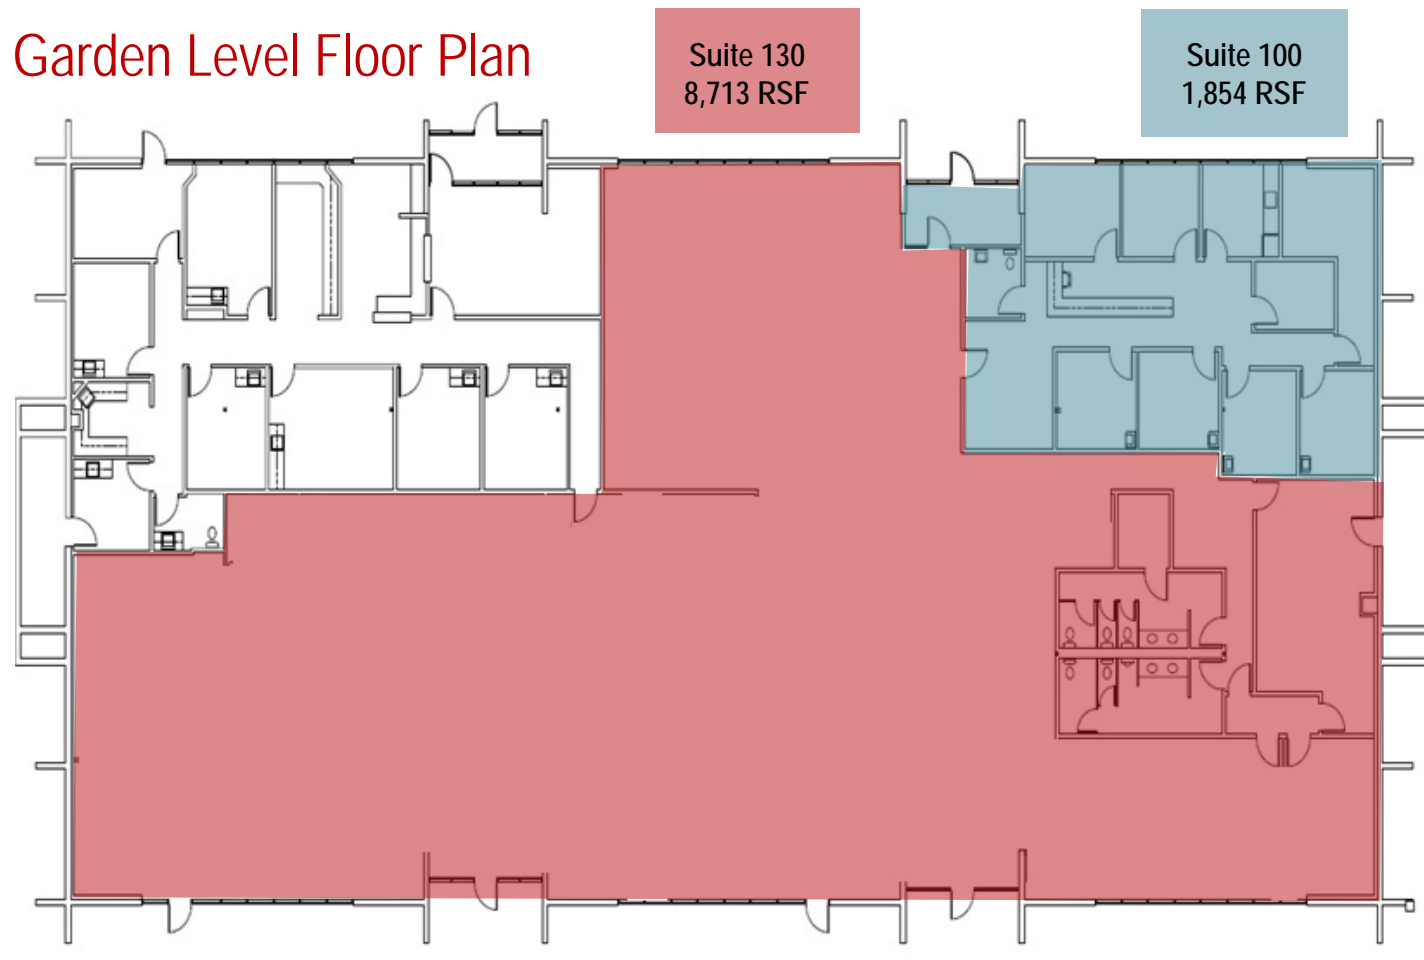 Garden Level Floor Plan
Suite 130
8,713 RSF
Suite 100
1,854 RSF